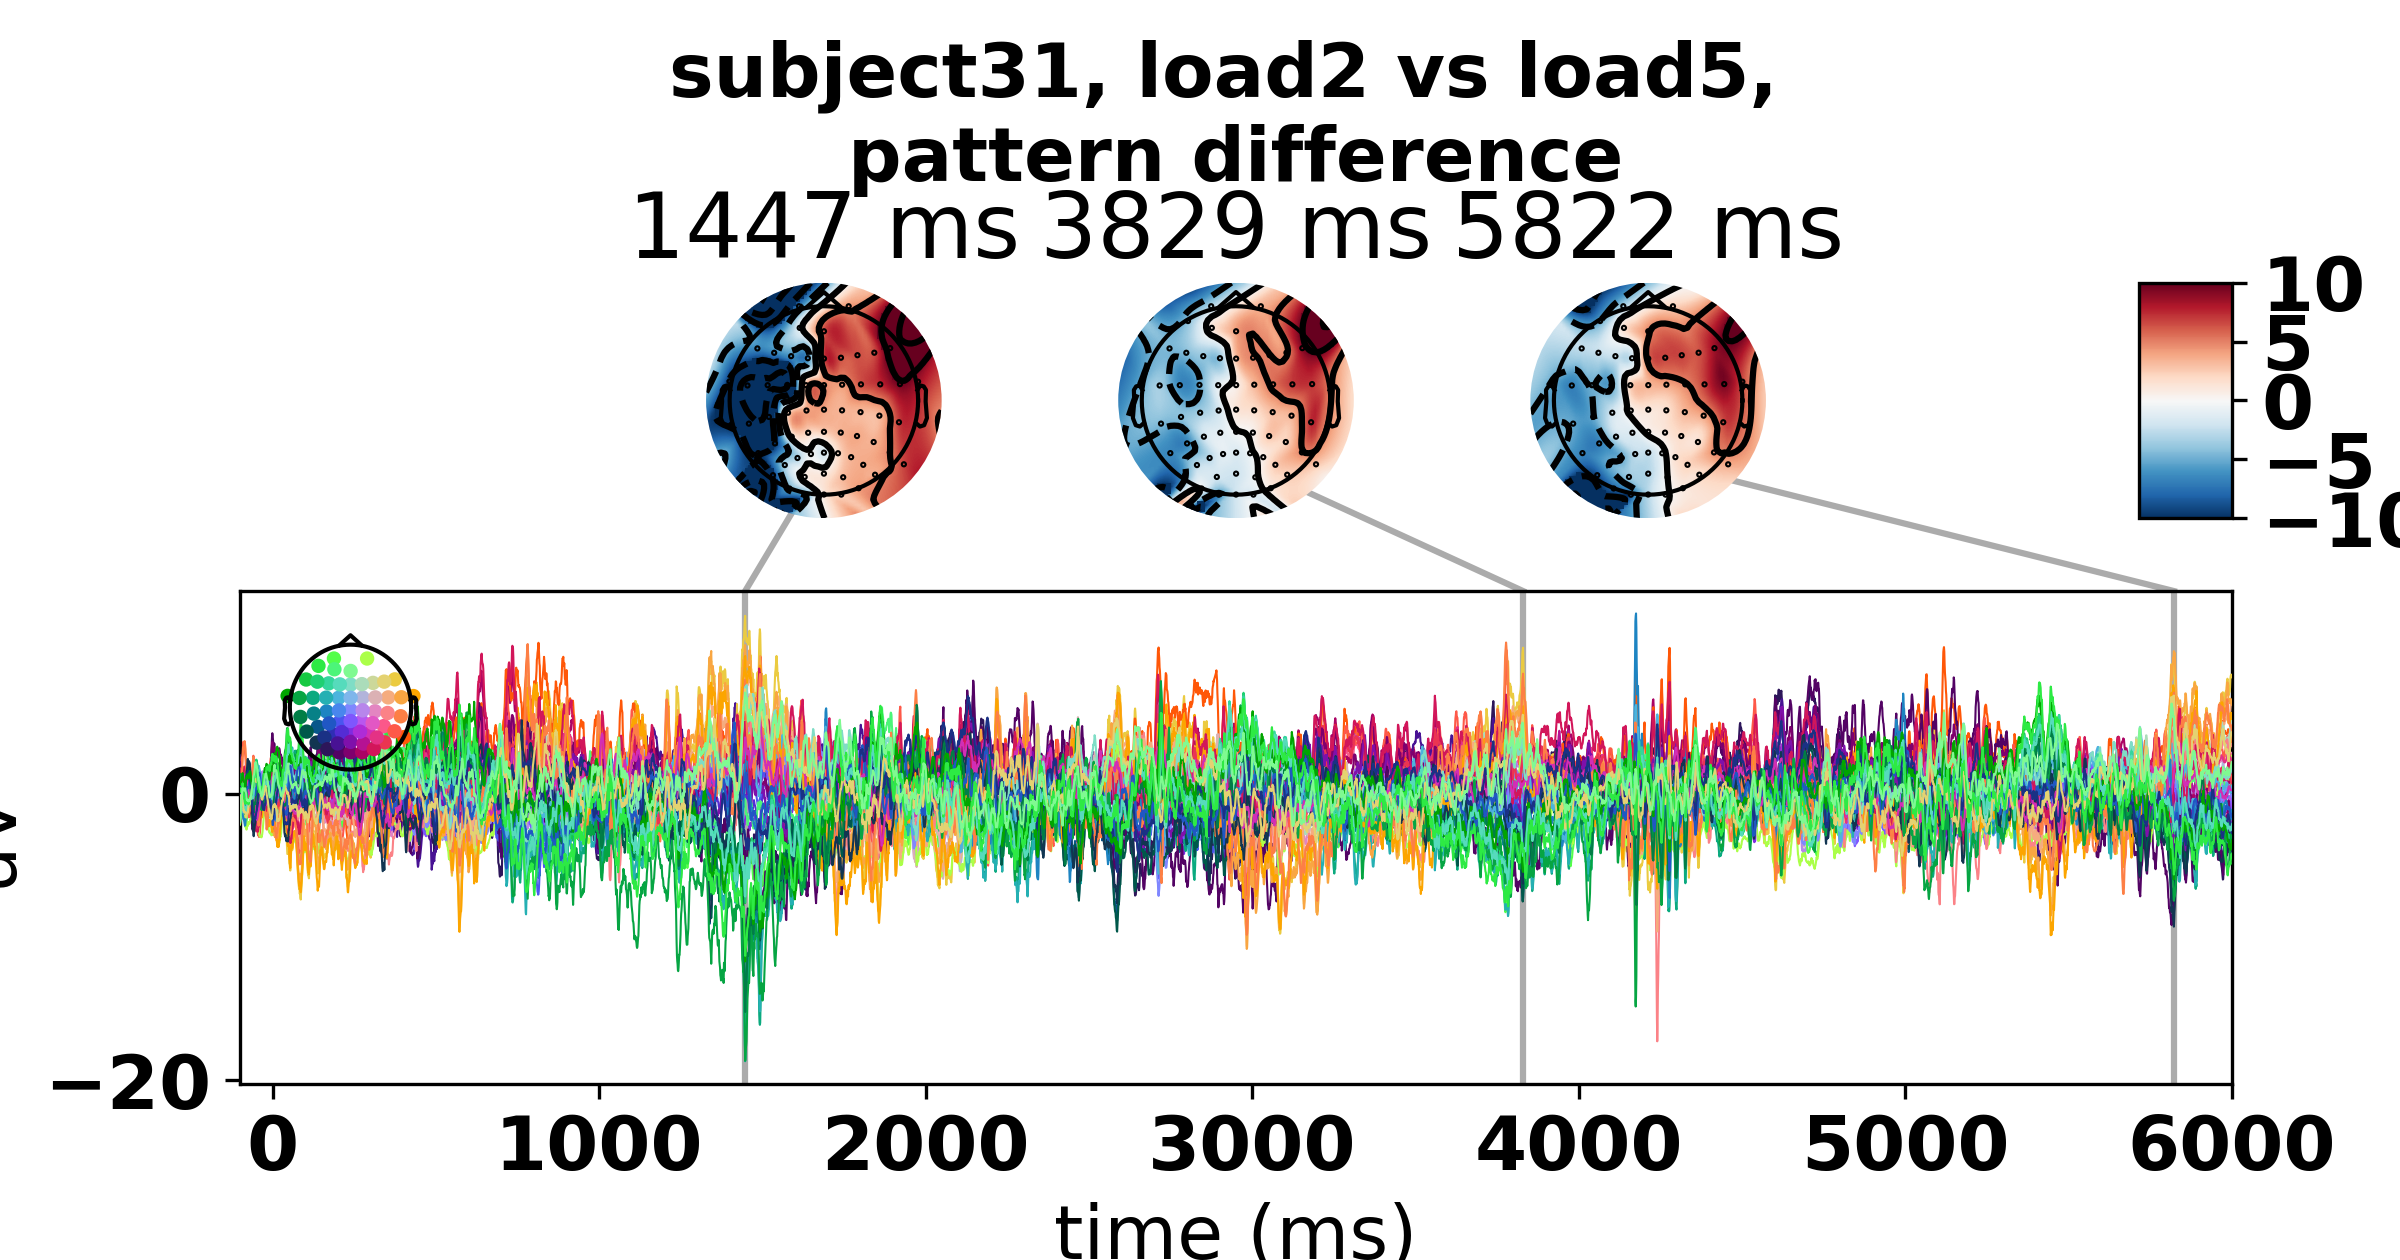 subject31, load2 vs load5,
pattern difference
1447 ms 3829 ms 5822 ms
10
5
0
−5
−10
0
−20
0 1000 2000 3000 4000 5000 6000
time (ms)